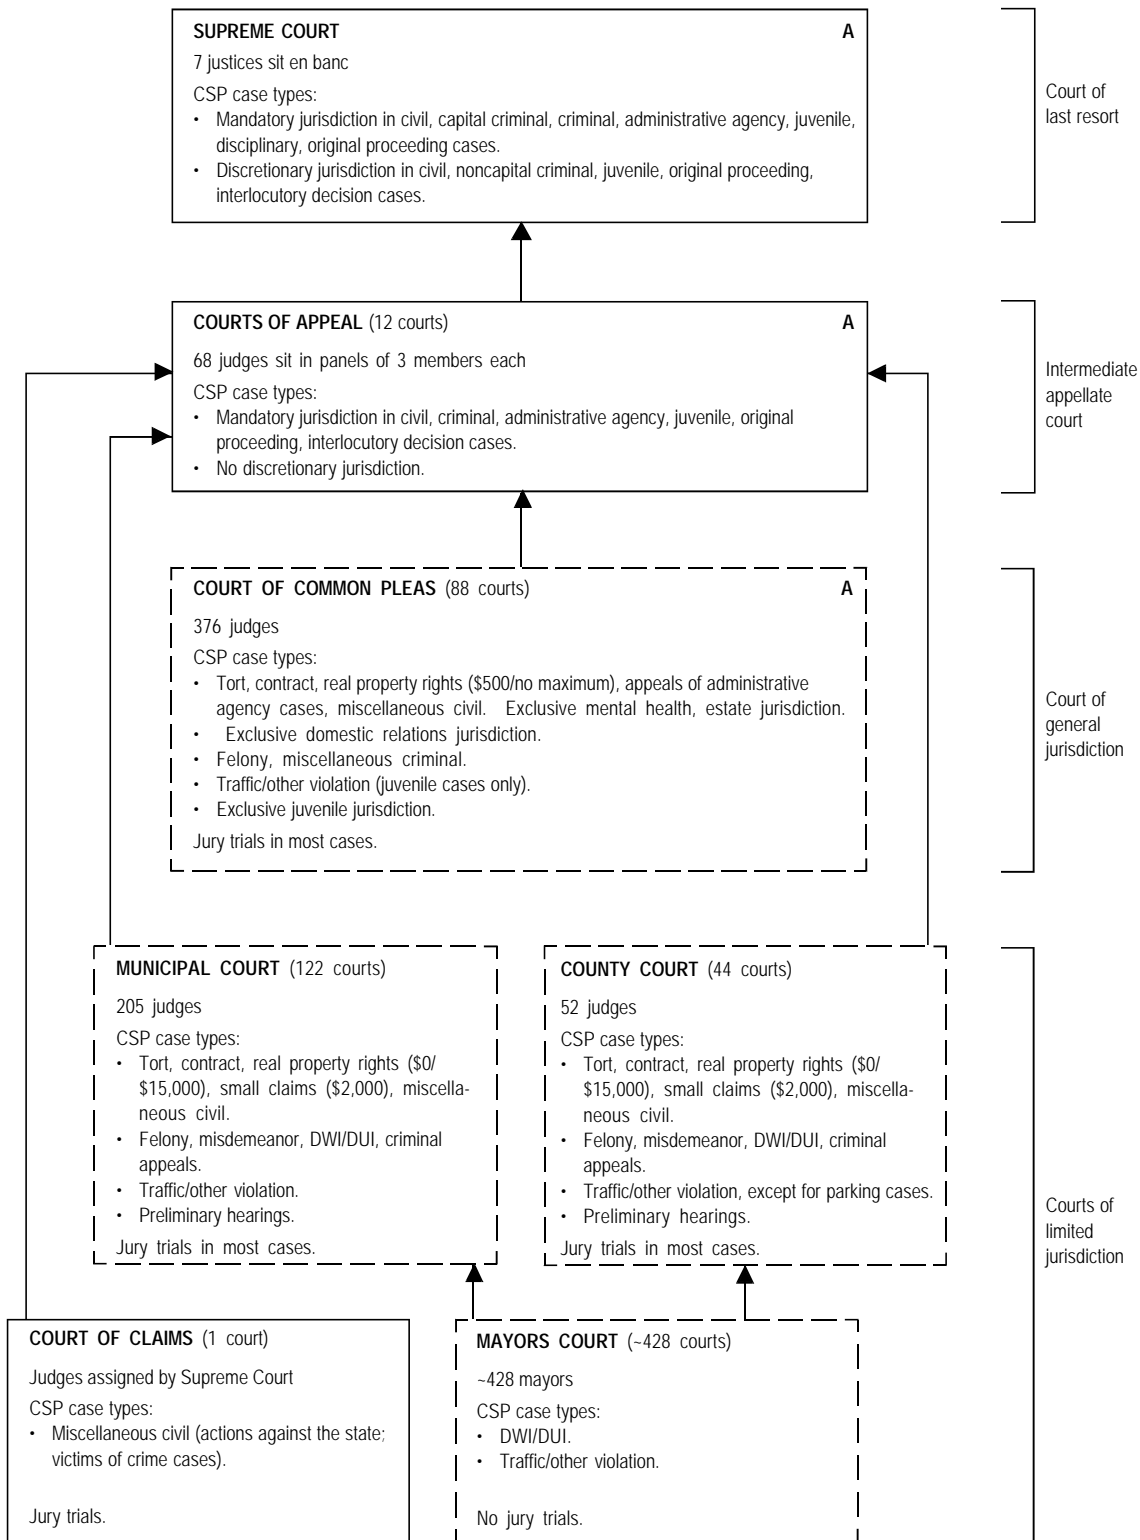 SUPREME COURT A
7 justices sit en banc
CSP case types:
• Mandatory jurisdiction in civil, capital criminal, criminal, administrative agency, juvenile,
disciplinary, original proceeding cases.
• Discretionary jurisdiction in civil, noncapital criminal, juvenile, original proceeding,
interlocutory decision cases.
Court of
last resort
COURTS OF APPEAL (12 courts) A
68 judges sit in panels of 3 members each
CSP case types:
• Mandatory jurisdiction in civil, criminal, administrative agency, juvenile, original
proceeding, interlocutory decision cases.
• No discretionary jurisdiction.
Intermediate
appellate
court
COURT OF COMMON PLEAS (88 courts) A
376 judges
CSP case types:
• Tort, contract, real property rights ($500/no maximum), appeals of administrative
agency cases, miscellaneous civil. Exclusive mental health, estate jurisdiction.
• Exclusive domestic relations jurisdiction.
• Felony, miscellaneous criminal.
• Traffic/other violation (juvenile cases only).
• Exclusive juvenile jurisdiction.
Jury trials in most cases.
Court of
general
jurisdiction
MUNICIPAL COURT (122 courts)
205 judges
CSP case types:
• Tort, contract, real property rights ($0/
$15,000), small claims ($2,000), miscella-
neous civil.
• Felony, misdemeanor, DWI/DUI, criminal
appeals.
• Traffic/other violation.
• Preliminary hearings.
Jury trials in most cases.
COUNTY COURT (44 courts)
52 judges
CSP case types:
• Tort, contract, real property rights ($0/
$15,000), small claims ($2,000), miscella-
neous civil.
• Felony, misdemeanor, DWI/DUI, criminal
appeals.
• Traffic/other violation, except for parking cases.
• Preliminary hearings.
Jury trials in most cases.
Courts of
limited
jurisdiction
COURT OF CLAIMS (1 court)
Judges assigned by Supreme Court
CSP case types:
• Miscellaneous civil (actions against the state;
victims of crime cases).
Jury trials.
MAYORS COURT (~428 courts)
~428 mayors
CSP case types:
• DWI/DUI.
• Traffic/other violation.
No jury trials.